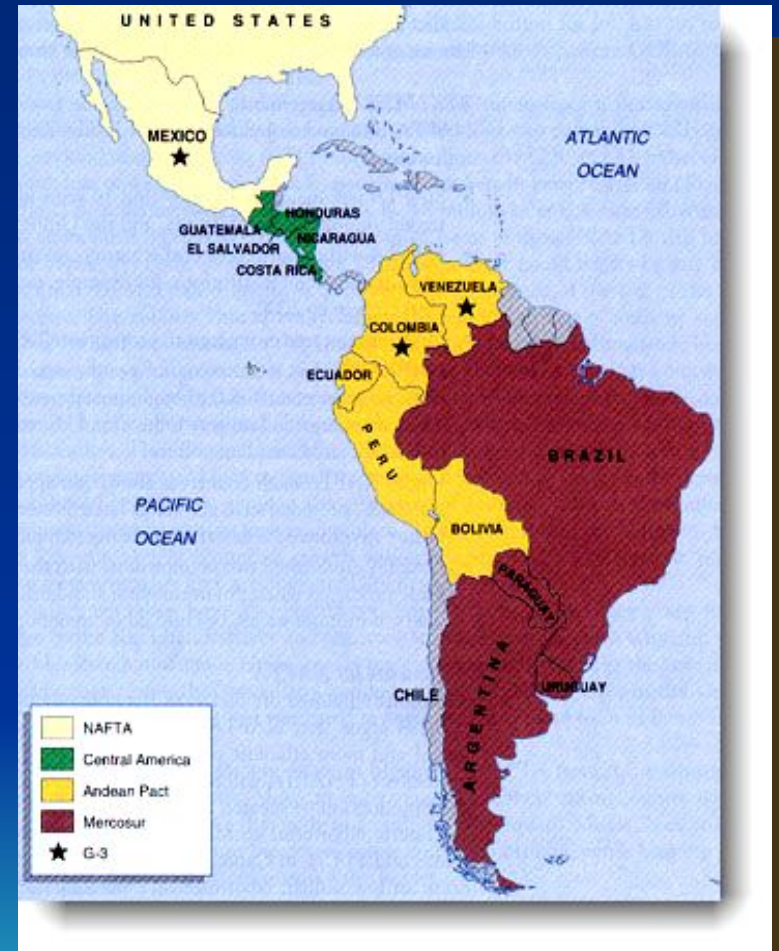 UNITED STATES
MEXICO
ATLANTIC
OCEAN
HONDURAS
GUATEMALA
NICARAGUA
EL SALVADOR
COSTA RICA
VENEZUELA
COLOMBIA
ECUADOR
PERU
BRAZIL
PACIFIC
OCEAN
BOLIVIA
PARAGUAY
CHILE
ARGENTINA
URUGUAY
NAFTA
Central America
Andean Pact
Mercosur
G-3